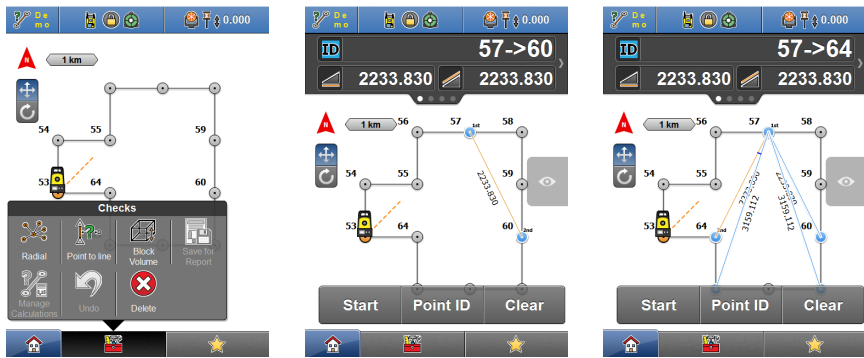 De
mo
0.000
1 km
54
55
59
53
64
60
Checks
Radial
Point to line
Block
Volume
Save for
Report
Manage
Calculations
Undo
Delete
De
mo
0.000
ID
57->60
2233.830
2233.830
1 km
56
57
1st
58
54
55
59
2233.830
53
64
60
2nd
Start
Point ID
Clear
De
mo
0.000
ID
57->64
2233.830
2233.830
1 km
56
57
1st
58
54
55
59
3159.112
3159.112
53
64
60
2nd
Start
Point ID
Clear